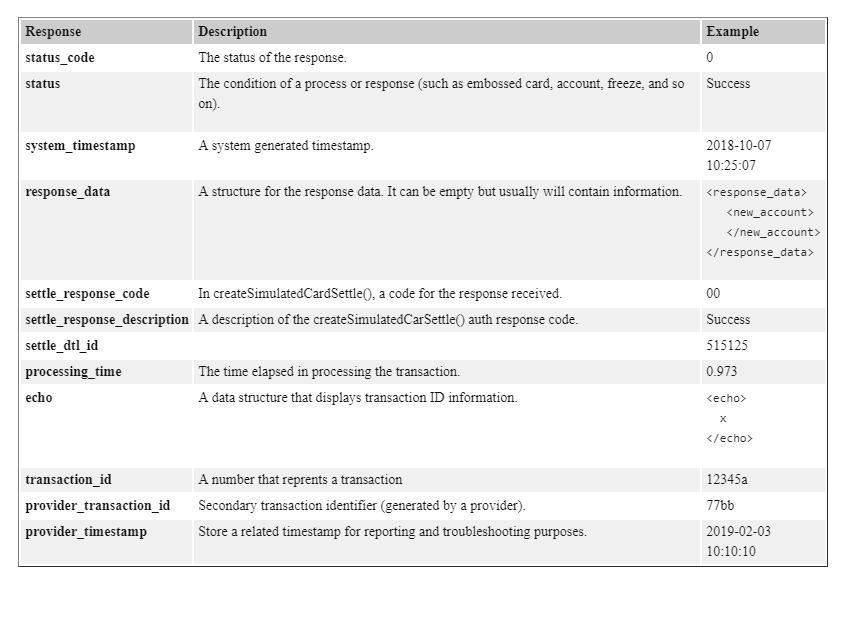 Response Description Example
status_code The status of the response. 0
status The condition of a process or response (such as embossed card, account, freeze, and so Success
on).
system_timestamp A system generated timestamp. 2018-10-07
10:25:07
response_data A structure for the response data. It can be empty but usually will contain information. <response_data>
<new_account>
</new_account>
</response_data>
settle_response_code In createSimulatedCardSettle(), a code for the response received. 00
settle_response_description A description of the createSimulatedCarSettle() auth response code. Success
settle_dtl_id 515125
processing_time The time elapsed in processing the transaction. 0.973
echo A data structure that displays transaction ID information. <echo>
x
</echo>
transaction_id A number that reprents a transaction 12345a
provider_transaction_id Secondary transaction identifier (generated by a provider). 77bb
provider_timestamp Store a related timestamp for reporting and troubleshooting purposes. 2019-02-03
10:10:10